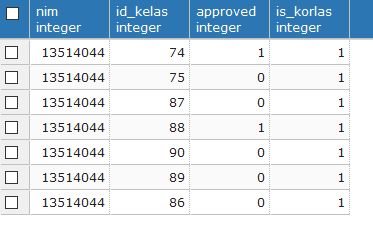 nim id_kelas approved is_korlas
integer integer integer integer
13514044 74 1 1
13514044 75 0 1
13514044 87 0 1
13514044 88 1 1
13514044 90 0 1
13514044 89 0 1
13514044 86 0 1